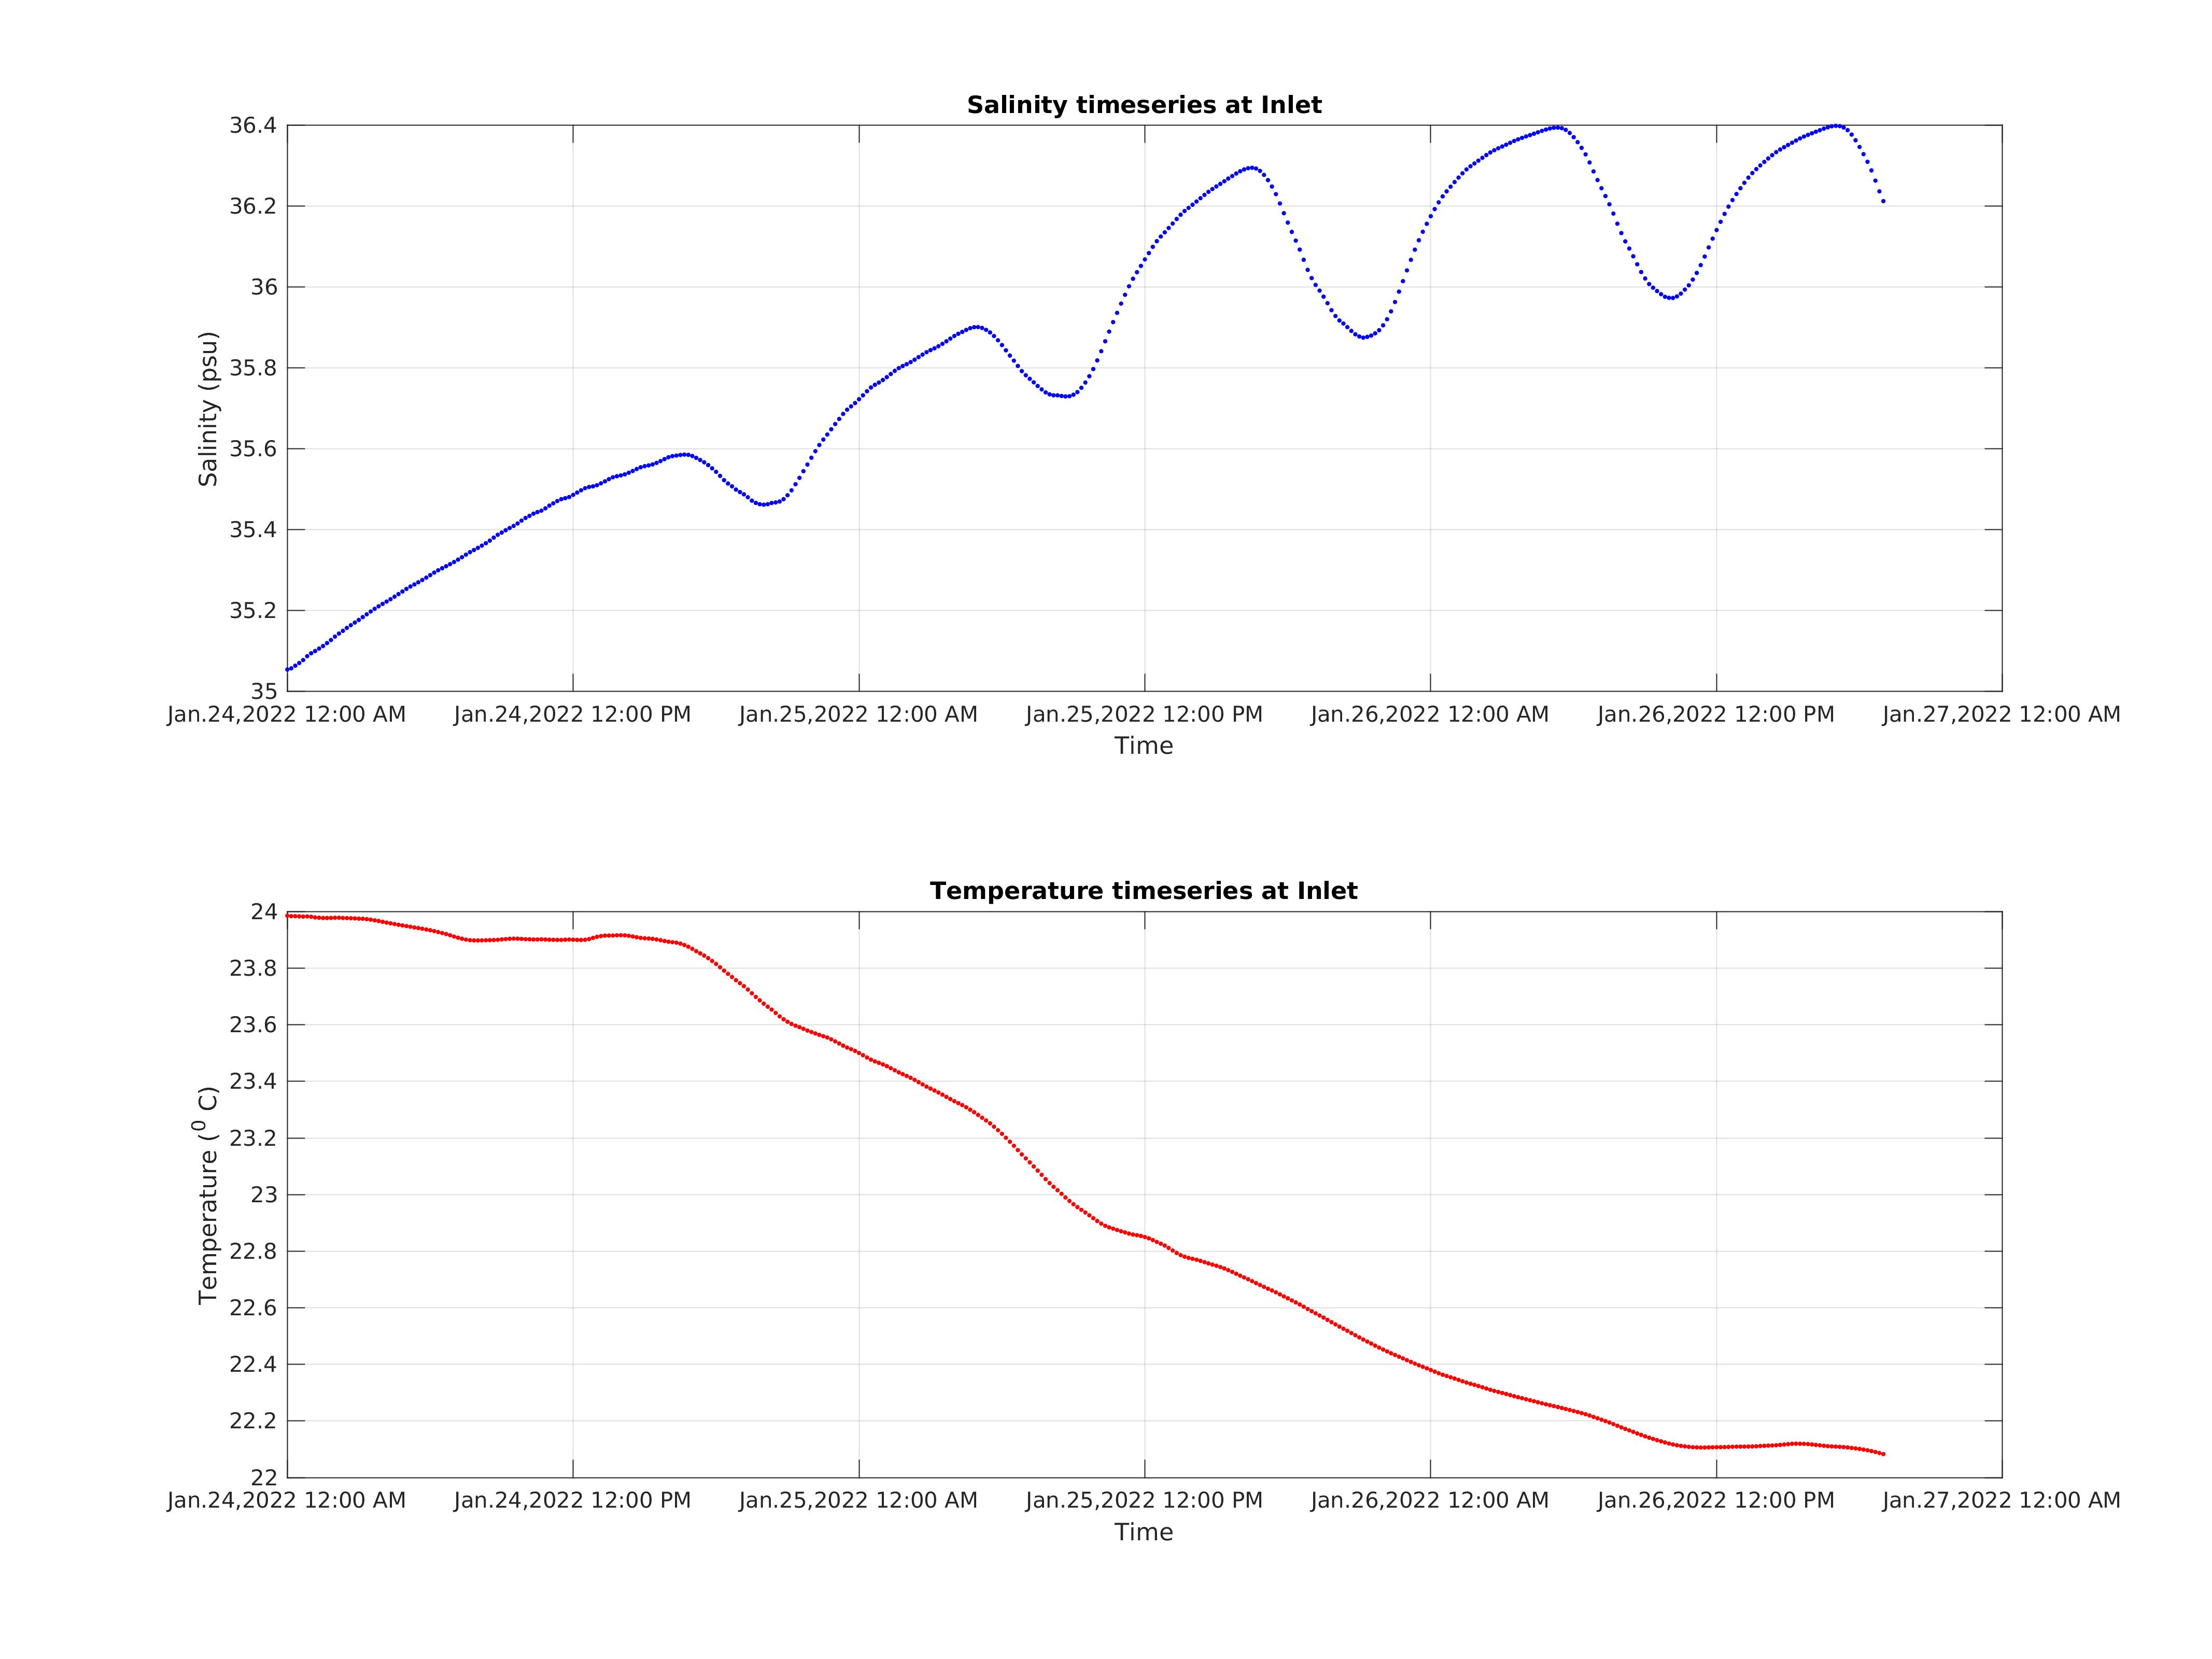 Salinity timeseries at Inlet
36.4
36.2
36
35.8
35.6
35.4
35.2
35
Salinity (psu)
Jan.24,2022 12:00 AM Jan.24,2022 12:00 PM Jan.25,2022 12:00 AM Jan.25,2022 12:00 PM Jan.26,2022 12:00 AM Jan.26,2022 12:00 PM Jan.27,2022 12:00 AM
Time
Temperature timeseries at Inlet
24
23.8
23.6
23.4
23.2
23
22.8
22.6
22.4
22.2
22
Temperature (⁰ C)
Jan.24,2022 12:00 AM Jan.24,2022 12:00 PM Jan.25,2022 12:00 AM Jan.25,2022 12:00 PM Jan.26,2022 12:00 AM Jan.26,2022 12:00 PM Jan.27,2022 12:00 AM
Time